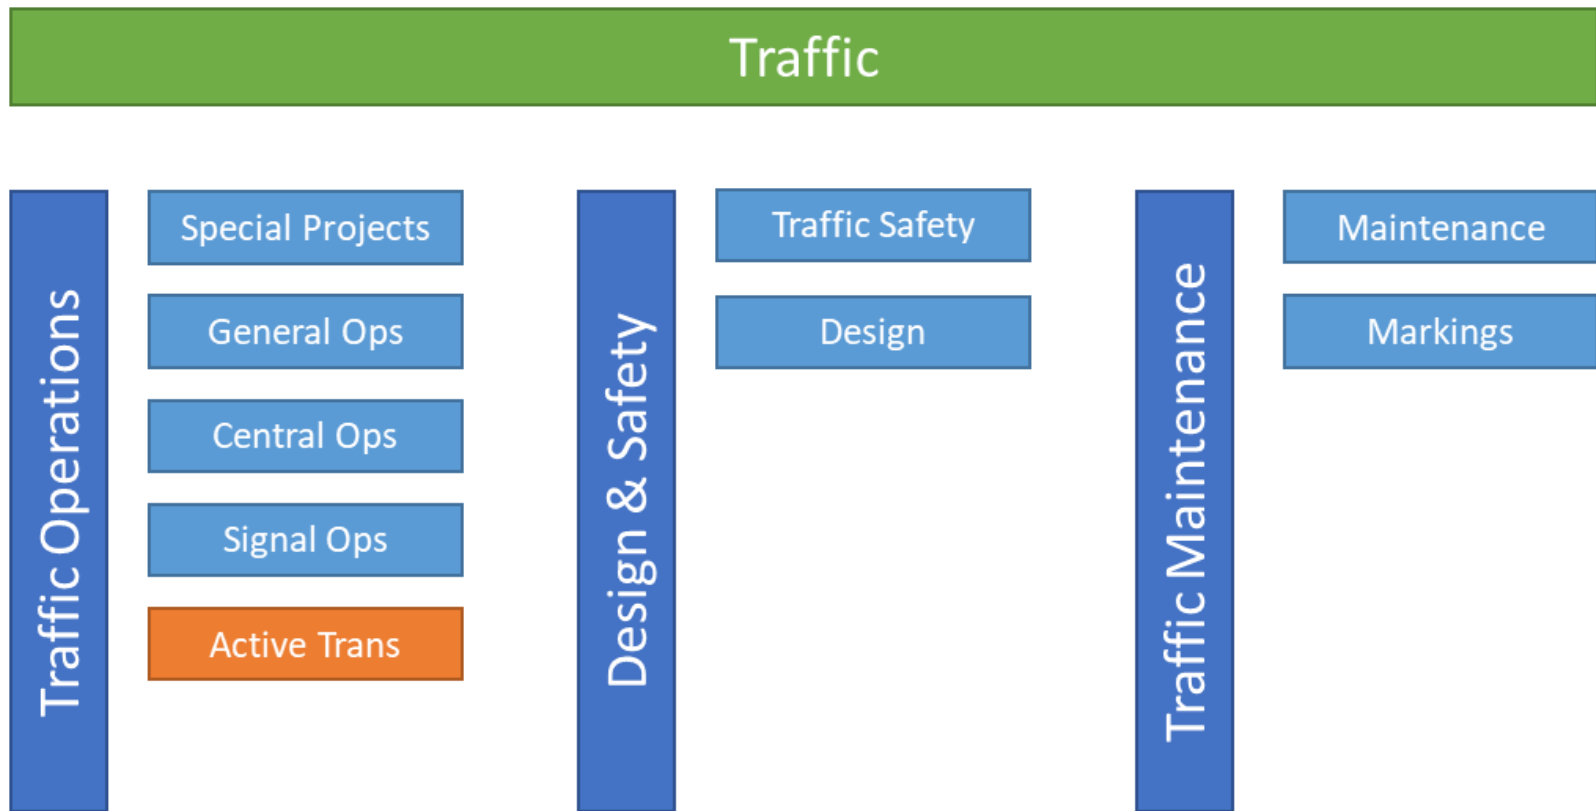 Traffic
Traffic Operations
Special Projects
General Ops
Central Ops
Signal Ops
Active Trans
Design & Safety
Traffic Safety
Design
Traffic Maintenance
Maintenance
Markings